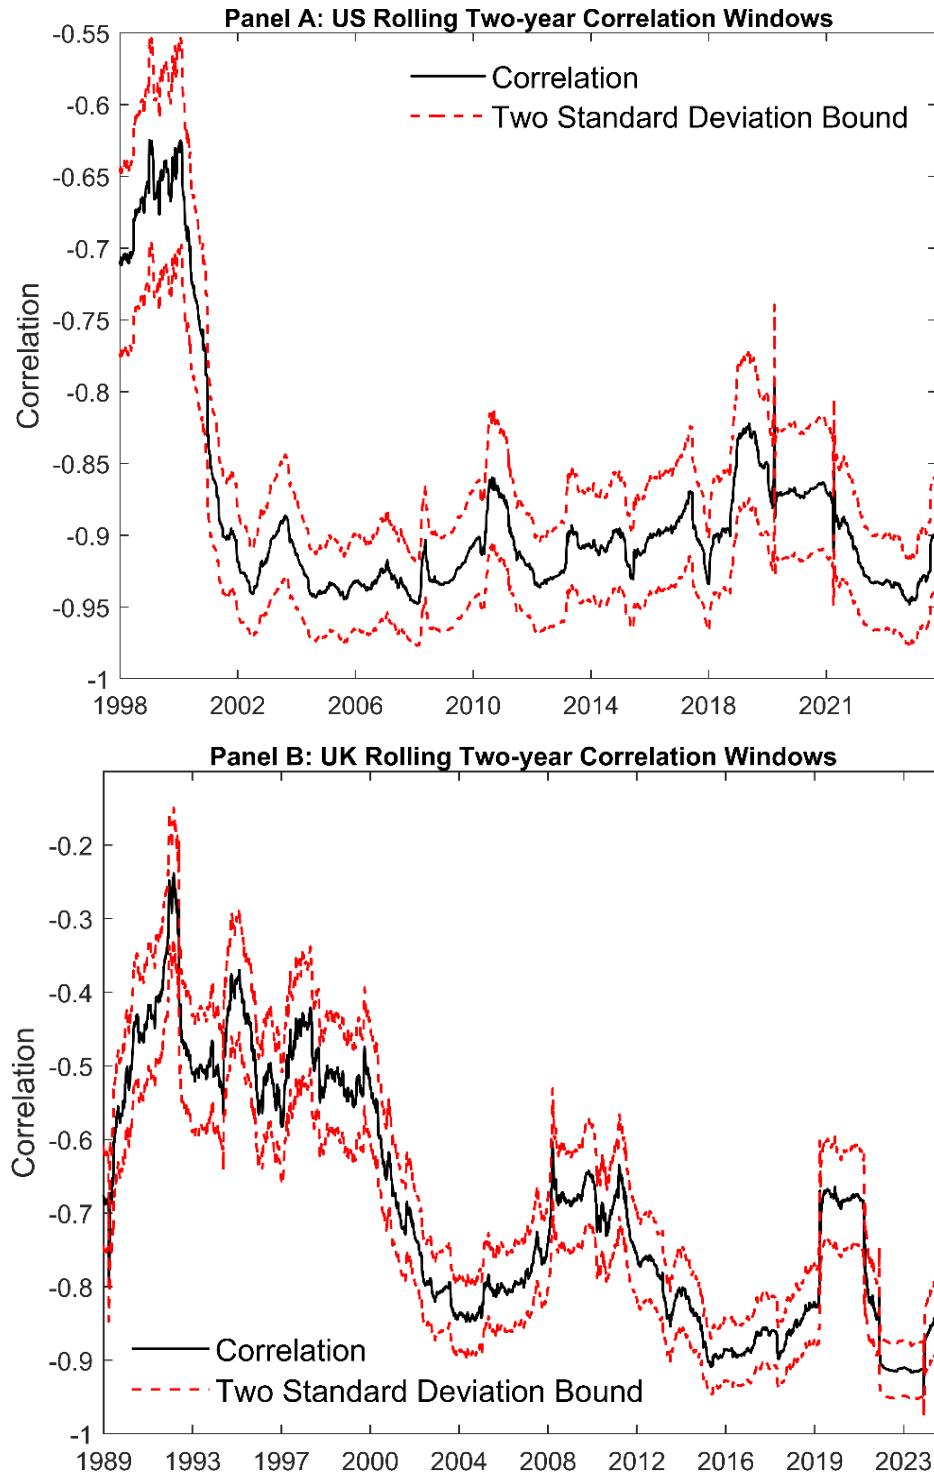 Panel A: US Rolling Two-year Correlation Windows
-0.55
Correlation
Two Standard Deviation Bound
-0.6
-0.65
-0.7
-0.75
-0.8
-0.85
-0.9
-0.95
-1
Correlation
1998 2002 2006 2010 2014 2018 2021
Panel B: UK Rolling Two-year Correlation Windows
-0.2
-0.3
-0.4
-0.5
-0.6
-0.7
-0.8
-0.9
-1
Correlation
Correlation
Two Standard Deviation Bound
1989 1993 1997 2000 2004 2008 2012 2016 2019 2023